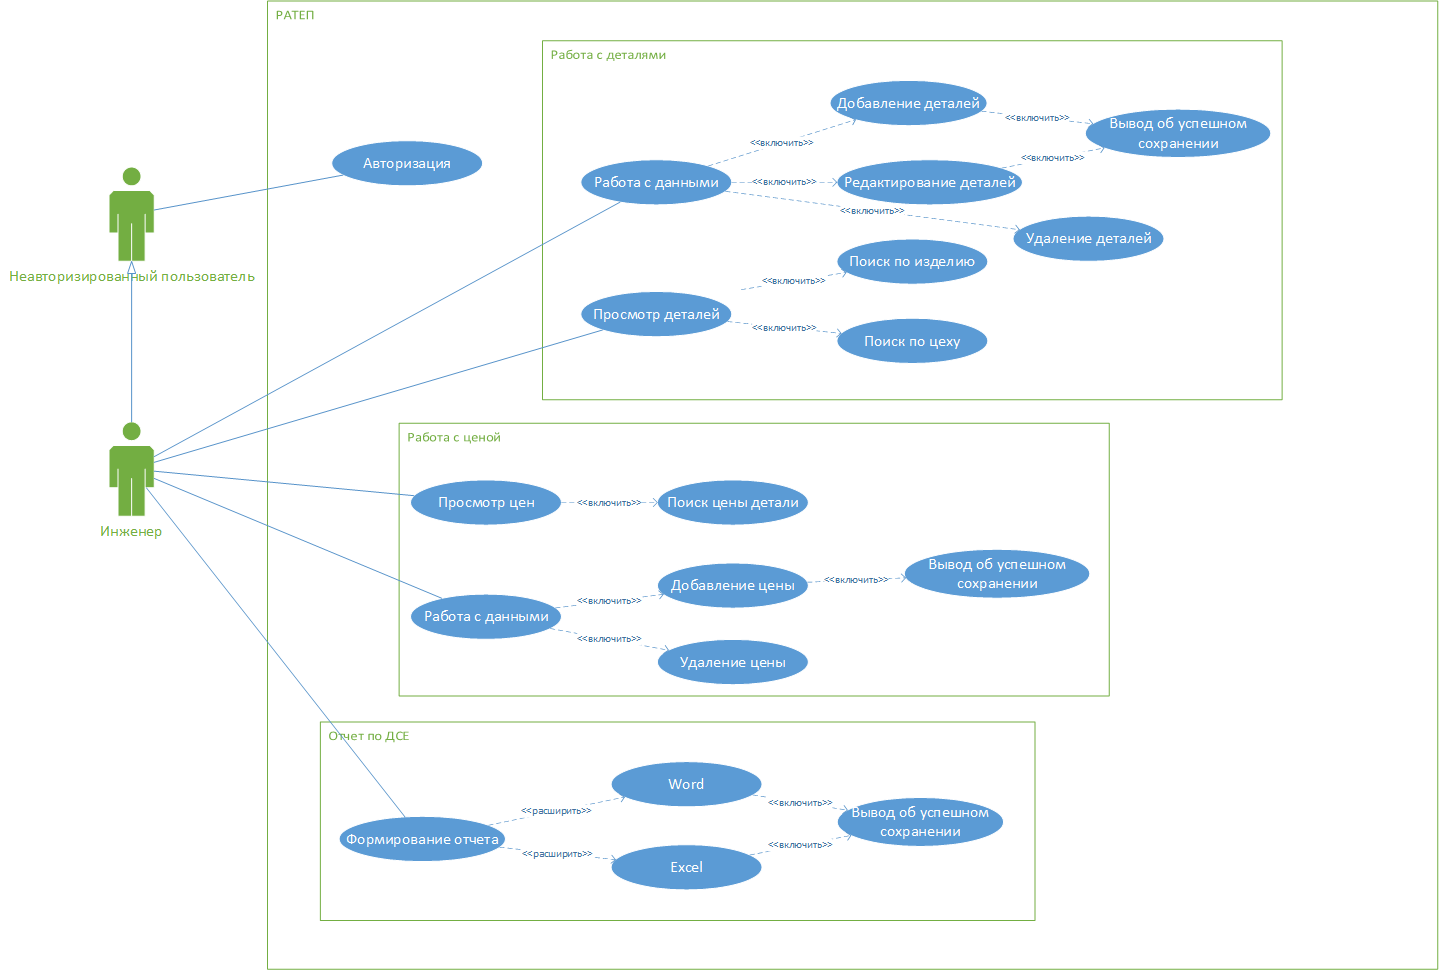 РАТЕП
Работа с деталями
Добавление деталей
<<включить>>
Вывод об успешном
сохранении
<<включить>>
<<включить>>
Авторизация
Работа с данными
<<включить>>
Редактирование деталей
<<включить>>
Удаление деталей
Неавторизированный пользователь
Поиск по изделию
<<включить>>
Просмотр деталей
<<включить>>
Поиск по цеху
Работа с ценой
Просмотр цен
<<включить>>
Поиск цены детали
Инженер
Вывод об успешном
сохранении
<<включить>>
Добавление цены
<<включить>>
Работа с данными
<<включить>>
Удаление цены
Отчет по ДСЕ
Word
<<включить>>
<<расширить>>
Вывод об успешном
сохранении
Формирование отчета
<<включить>>
<<расширить>>
Excel